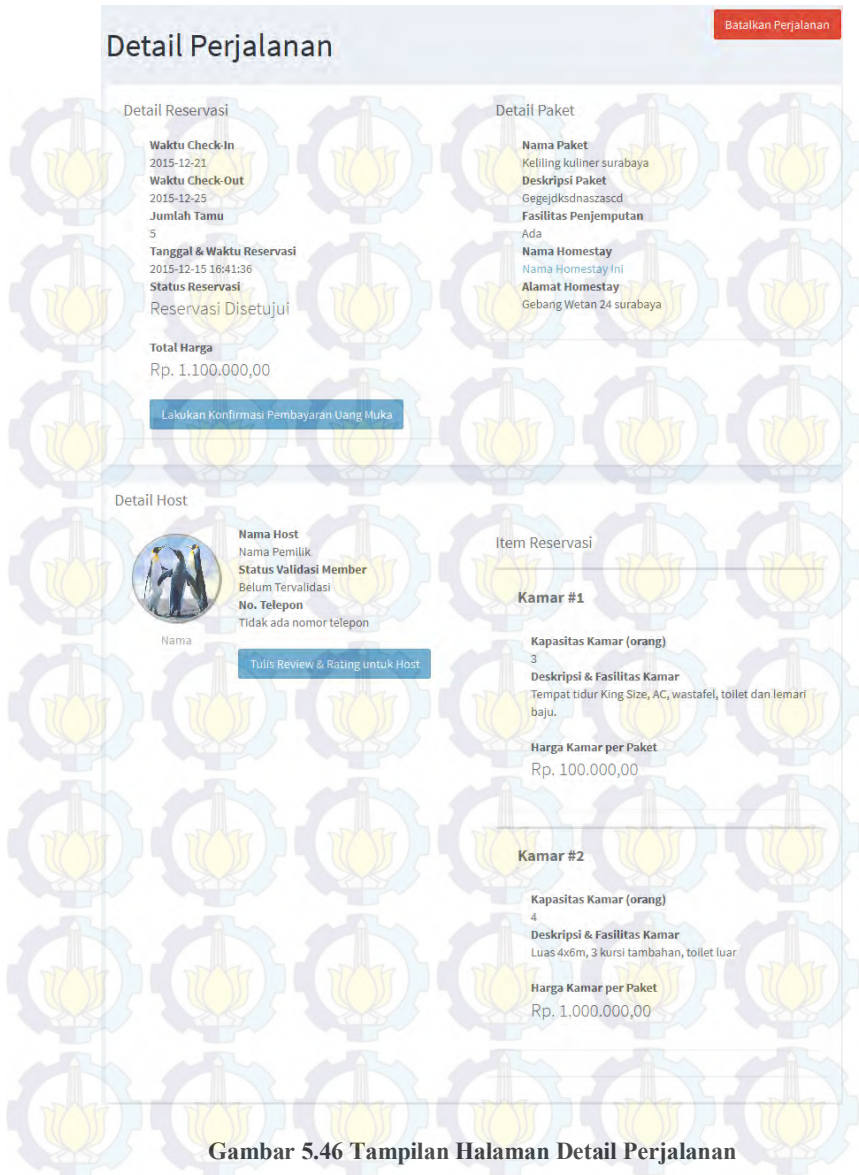 Batalkan Perjalanan
Detail Perjalanan
Detail Reservasi
Waktu Check-In
2015-12-21
Waktu Check-Out
2015-12-25
Jumlah Tamu
5
Tanggal & Waktu Reservasi
2015-12-15 16:41:36
Status Reservasi
Reservasi Disetujui
Total Harga
Rp. 1.100.000,00
Lakukan Konfirmasi Pembayaran Uang Muka
Detail Paket
Nama Paket
Keliling kuliner surabaya
Deskripsi Paket
Gegejdksdnaszascd
Fasilitas Penjemputan
Ada
Nama Homestay
Nama Homestay Ini
Alamat Homestay
Gebang Wetan 24 surabaya
Detail Host
Nama
Nama Host
Nama Pemilik
Status Validasi Member
Belum Tervalidasi
No. Telepon
Tidak ada nomor telepon
Tulis Review & Rating untuk Host
Item Reservasi
Kamar #1
Kapasitas Kamar (orang)
3
Deskripsi & Fasilitas Kamar
Tempat tidur King Size, AC, wastafel, toilet dan lemari
baju.
Harga Kamar per Paket
Rp. 100.000,00
Kamar #2
Kapasitas Kamar (orang)
4
Deskripsi & Fasilitas Kamar
Luas 4x6m, 3 kursi tambahan, toilet luar
Harga Kamar per Paket
Rp. 1.000.000,00
Gambar 5.46 Tampilan Halaman Detail Perjalanan